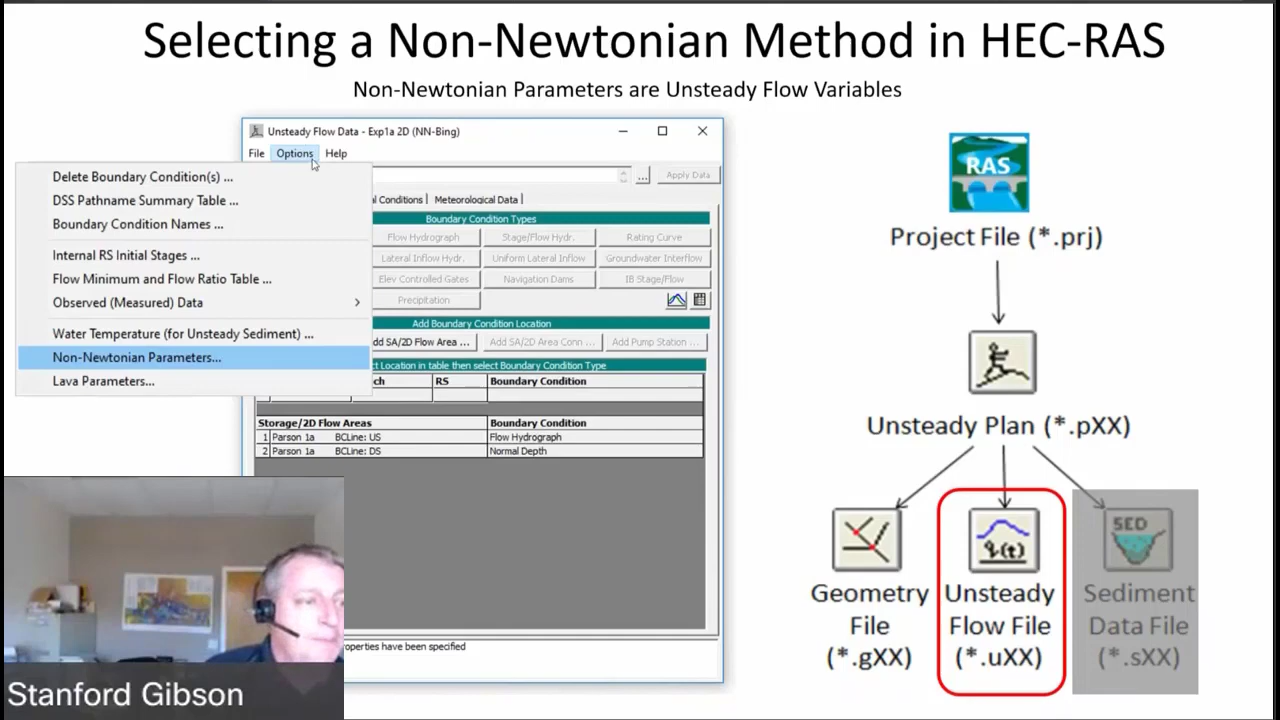 Selecting a Non-Newtonian Method in HEC-RAS
Non-Newtonian Parameters are Unsteady Flow Variables
Unsteady Flow Data - Exp1a 2D (NN-Bing)
File Options Help
Delete Boundary Condition(s) ...
DSS Pathname Summary Table ...
Boundary Condition Names ...
Internal RS Initial Stages ...
Flow Minimum and Flow Ratio Table ...
Observed (Measured) Data
Water Temperature (for Unsteady Sediment) ...
Non-Newtonian Parameters...
Lava Parameters...
... Apply Data
l Conditions Meteorological Data
Boundary Condition Types
Flow Hydrograph Stage/Flow Hydr. Rating Curve
Lateral Inflow Hydr. Uniform Lateral Inflow Groundwater Interflow
Elev Controlled Gates Navigation Dams IB Stage/Flow
Precipitation
Add Boundary Condition Location
dd SA/2D Flow Area ... Add SA/2D Area Conn ... Add Pump Station ...
ct Location in table then select Boundary Condition Type
ch RS Boundary Condition
Storage/2D Flow Areas Boundary Condition
1 Parson 1a BCLine: US Flow Hydrograph
2 Parson 1a BCLine: DS Normal Depth
roperties have been specified
RAS
Project File (*.prj)
Unsteady Plan (*.pXX)
q(t)
SED
Geometry
File
(*.gXX)
Unsteady
Flow File
(*.uXX)
Sediment
Data File
(*.sXX)
Stanford Gibson